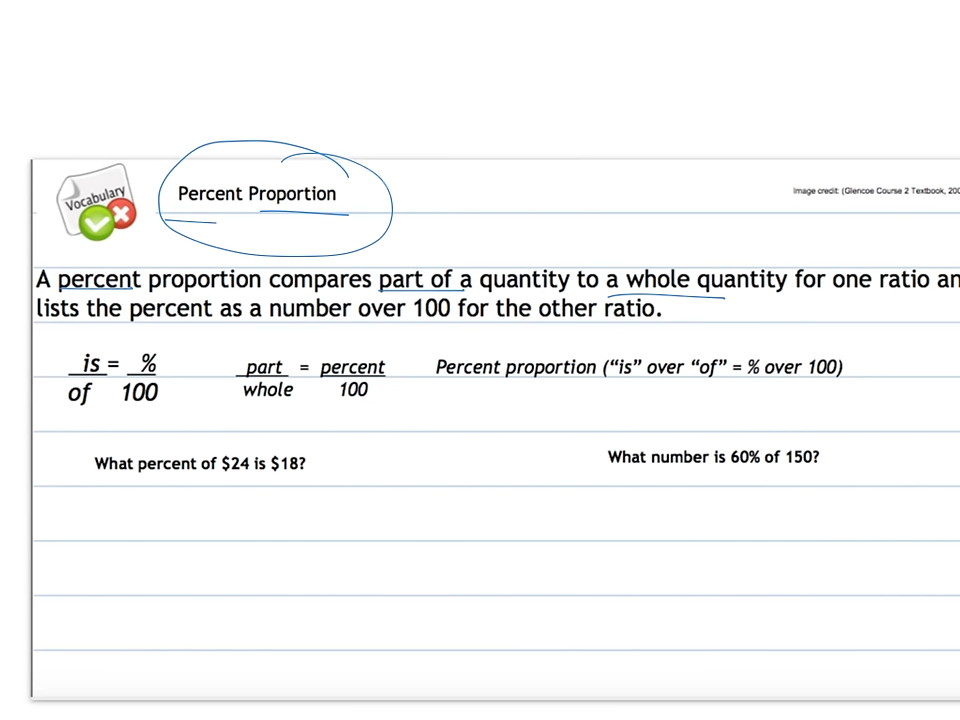 Vocabulary
Percent Proportion
Image credit: (Glencoe Course 2 Textbook, 200
A percent proportion compares part of a quantity to a whole quantity for one ratio an
lists the percent as a number over 100 for the other ratio.
is = %
of 100
part = percent
whole 100
Percent proportion (“is” over “of” = % over 100)
What percent of $24 is $18?
What number is 60% of 150?